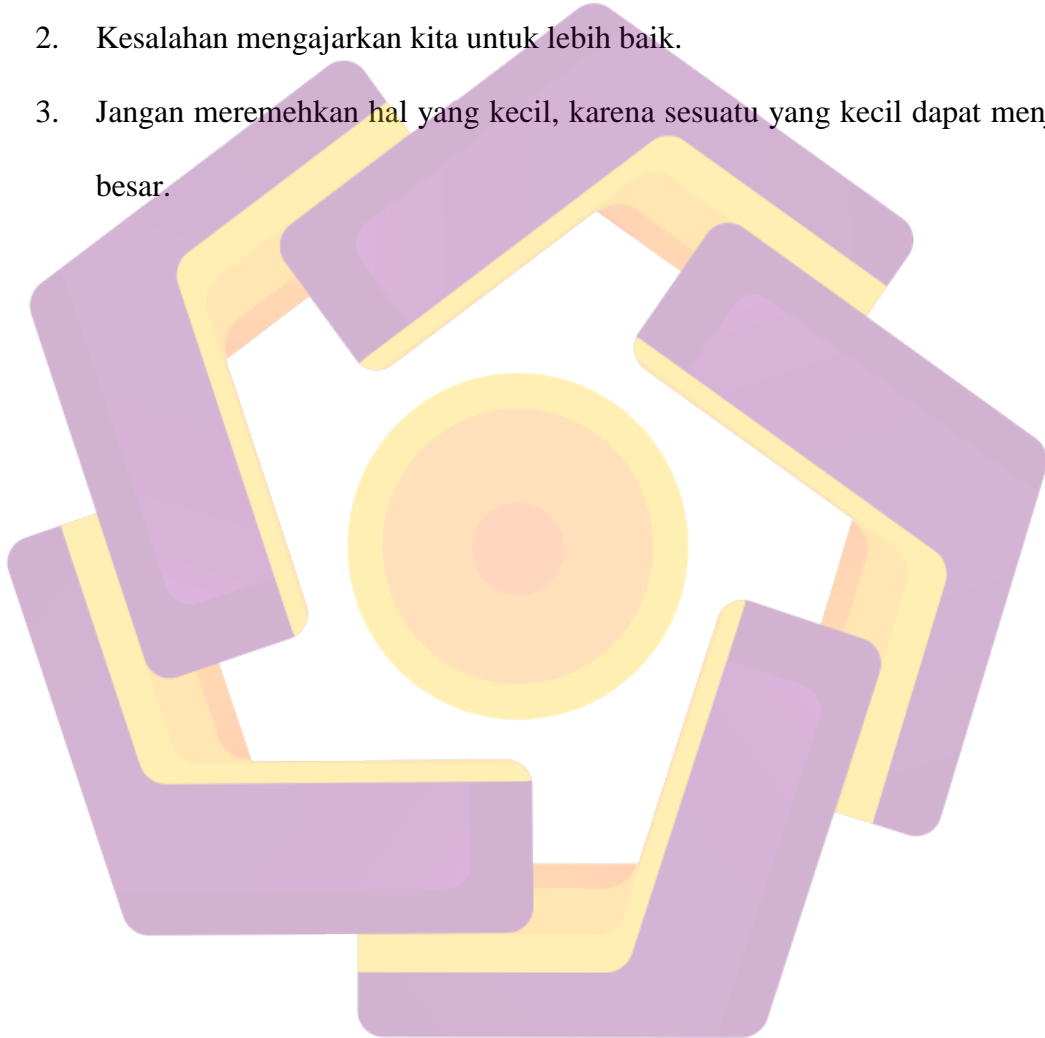 2. Kesalahan mengajarkan kita untuk lebih baik.
3. Jangan meremehkan hal yang kecil, karena sesuatu yang kecil dapat
besar.